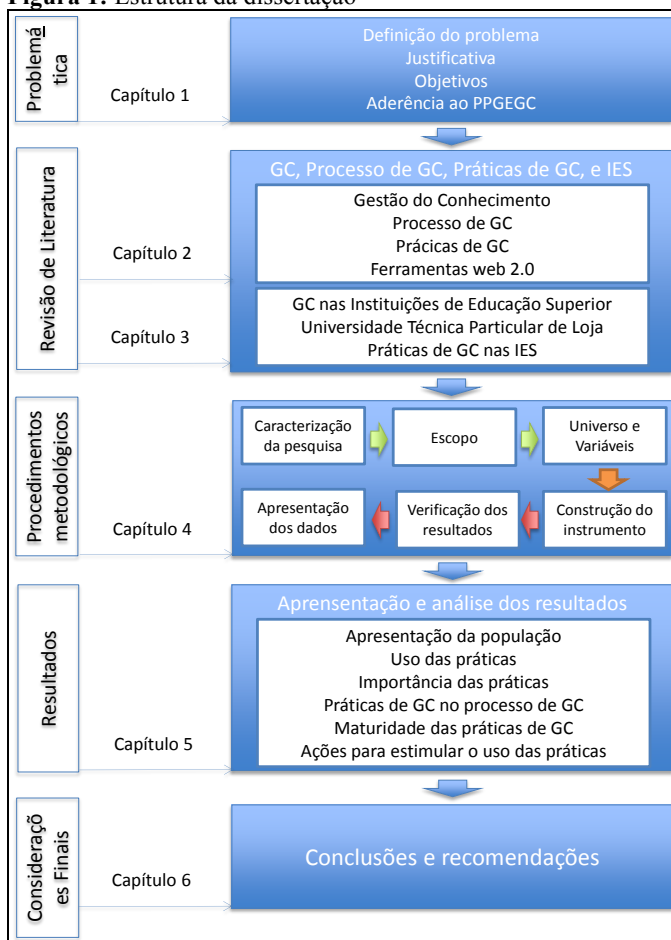 Figura 1: Estrutura da dissertação
Problemá
tica
Capítulo 1
Definição do problema
Justificativa
Objetivos
Aderência ao PPGEGC
Revisão de Literatura
Capítulo 2
Capítulo 3
GC, Processo de GC, Práticas de GC, e IES
Gestão do Conhecimento
Processo de GC
Prácicas de GC
Ferramentas web 2.0
GC nas Instituições de Educação Superior
Universidade Técnica Particular de Loja
Práticas de GC nas IES
Procedimentos
metodológicos
Capítulo 4
Caracterização
da pesquisa
Escopo
Universo e
Variáveis
Apresentação
dos dados
Verificação dos
resultados
Construção do
instrumento
Resultados
Capítulo 5
Aprensentação e análise dos resultados
Apresentação da população
Uso das práticas
Importância das práticas
Práticas de GC no processo de GC
Maturidade das práticas de GC
Ações para estimular o uso das práticas
Consideraçõ
es Finais
Capítulo 6
Conclusões e recomendações